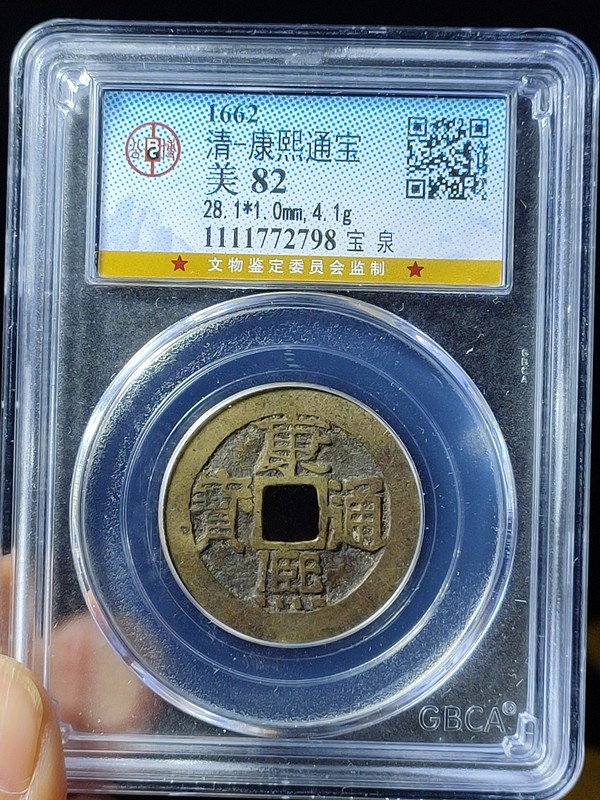 1662
清-康熙通宝
美 82
28.1*1.0mm,4.1g
1111772798 宝 泉
★ 文物鉴定委员会监制 ★
GBCA
康熙通寶
GBCA®